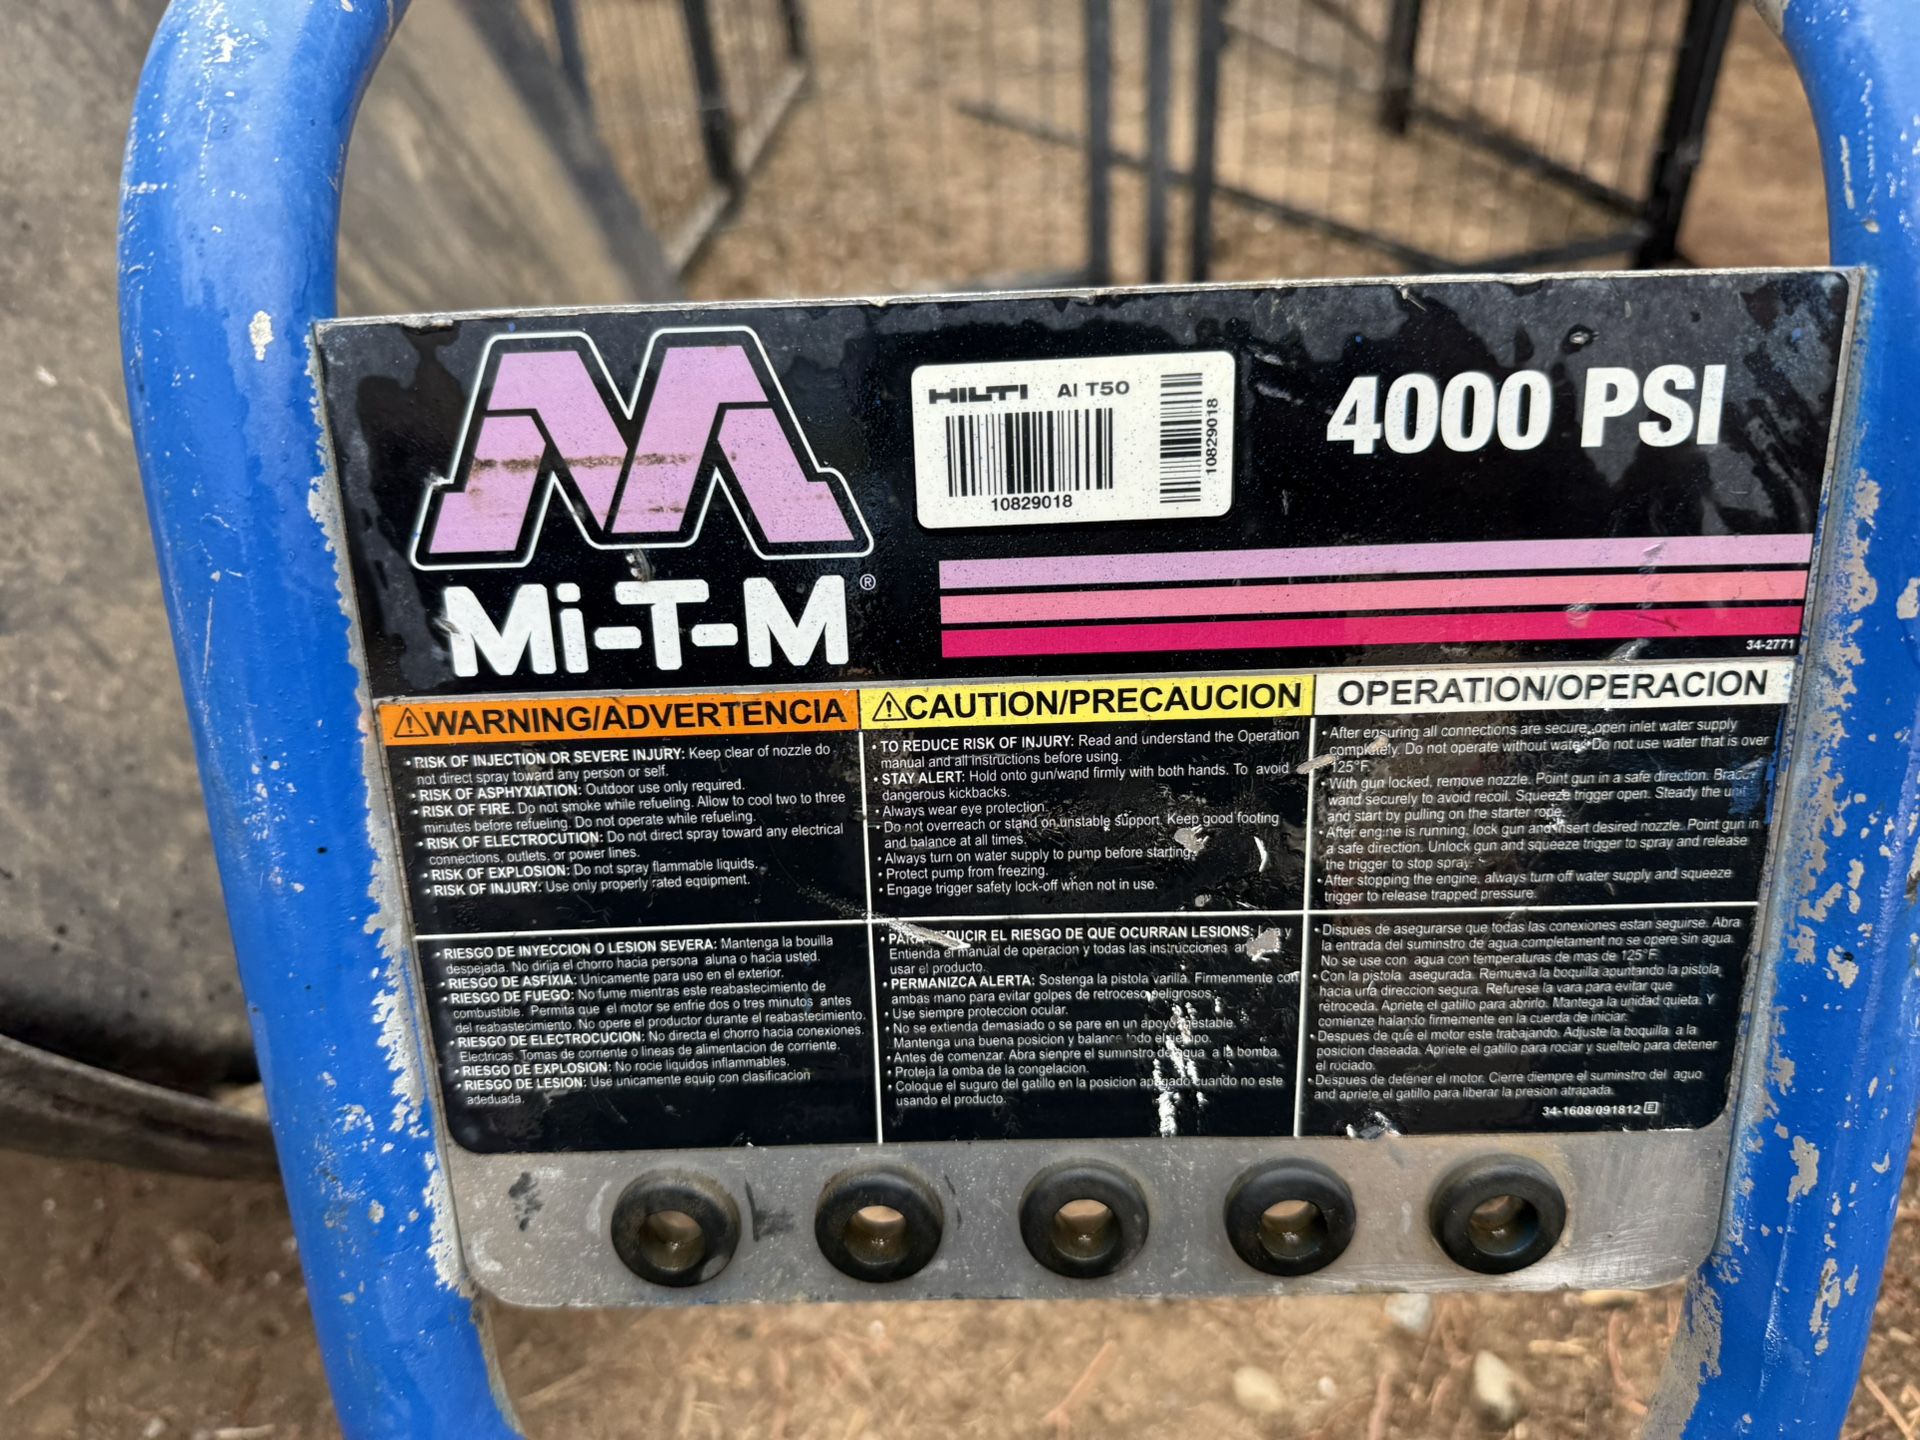 HILTI AI T50
10829018
10829018
4000 PSI
Mi-T-M®
34-2771
WARNING/ADVERTENCIA
• RISK OF INJECTION OR SEVERE INJURY: Keep clear of nozzle do
not direct spray toward any person or self.
• RISK OF ASPHYXIATION: Outdoor use only required.
• RISK OF FIRE. Do not smoke while refueling. Allow to cool two to three
minutes before refueling. Do not operate while refueling.
• RISK OF ELECTROCUTION: Do not direct spray toward any electrical
connections, outlets, or power lines.
• RISK OF EXPLOSION: Do not spray flammable liquids.
• RISK OF INJURY: Use only properly rated equipment.
CAUTION/PRECAUCION
• TO REDUCE RISK OF INJURY: Read and understand the Operation
manual and all instructions before using.
• STAY ALERT: Hold onto gun/wand firmly with both hands. To avoid
dangerous kickbacks.
• Always wear eye protection.
• Do not overreach or stand on unstable support. Keep good footing
and balance at all times.
• Always turn on water supply to pump before starting.
• Protect pump from freezing.
• Engage trigger safety lock-off when not in use.
OPERATION/OPERACION
• After ensuring all connections are secure, open inlet water supply
completely. Do not operate without water. Do not use water that is over
125°F.
• With gun locked, remove nozzle. Point gun in a safe direction. Brace
wand securely to avoid recoil. Squeeze trigger open. Steady the unit
and start by pulling on the starter rope.
• After engine is running, lock gun and insert desired nozzle. Point gun in
a safe direction. Unlock gun and squeeze trigger to spray and release
the trigger to stop spray.
• After stopping the engine, always turn off water supply and squeeze
trigger to release trapped pressure.
• RIESGO DE INYECCION O LESION SEVERA: Mantenga la bouilla
despejada. No dirija el chorro hacia persona aluna o hacia usted.
• RIESGO DE ASFIXIA: Unicamente para uso en el exterior.
• RIESGO DE FUEGO: No fume mientras este reabastecimiento de
combustible. Permita que el motor se enfrie dos o tres minutos antes
del reabastecimiento. No opere el productor durante el reabastecimiento.
• RIESGO DE ELECTROCUCION: No directa el chorro hacia conexiones.
Electricas. Tomas de corriente o lineas de alimentacion de corriente.
• RIESGO DE EXPLOSION: No rocie liquidos inflammables.
• RIESGO DE LESION: Use unicamente equip con clasificacion
adeduada.
• PARA REDUCIR EL RIESGO DE QUE OCURRAN LESIONS: y
Entienda el manual de operacion y todas las instrucciones
usar el producto.
• PERMANIZCA ALERTA: Sostenga la pistola varilla. Firmenmente con
ambas mano para evitar golpes de retroceso peligrosos.
• Use siempre proteccion ocular.
• No se extienda demasiado o se pare en un apoyo inestable.
Mantenga una buena posicion y balance todo el tiempo.
• Antes de comenzar. Abra sienpre el suminstro de agua a la bomba.
• Proteja la omba de la congelacion.
• Coloque el suguro del gatillo en la posicion apagado cuando no este
usando el producto.
• Dispues de asegurarse que todas las conexiones estan seguirse. Abra
la entrada del suminstro de agua completament no se opere sin agua.
No se use con agua con temperaturas de mas de 125°F.
• Con la pistola asegurada. Remueva la boquilla apuntando la pistola
hacia una direccion segura. Refurese la vara para evitar que
retroceda. Apriete el gatillo para abrirlo. Mantega la unidad quieta. Y
comienze halando firmemente en la cuerda de iniciar.
• Despues de qué el motor este trabajando. Adjuste la boquilla a la
posicion deseada. Apriete el gatillo para rociar y sueltelo para detener
el rociado.
• Despues de detener el motor. Cierre diempre el suminstro del aguo
and apriete el gatillo para liberar la presion atrapada.
34-1608/091812 E